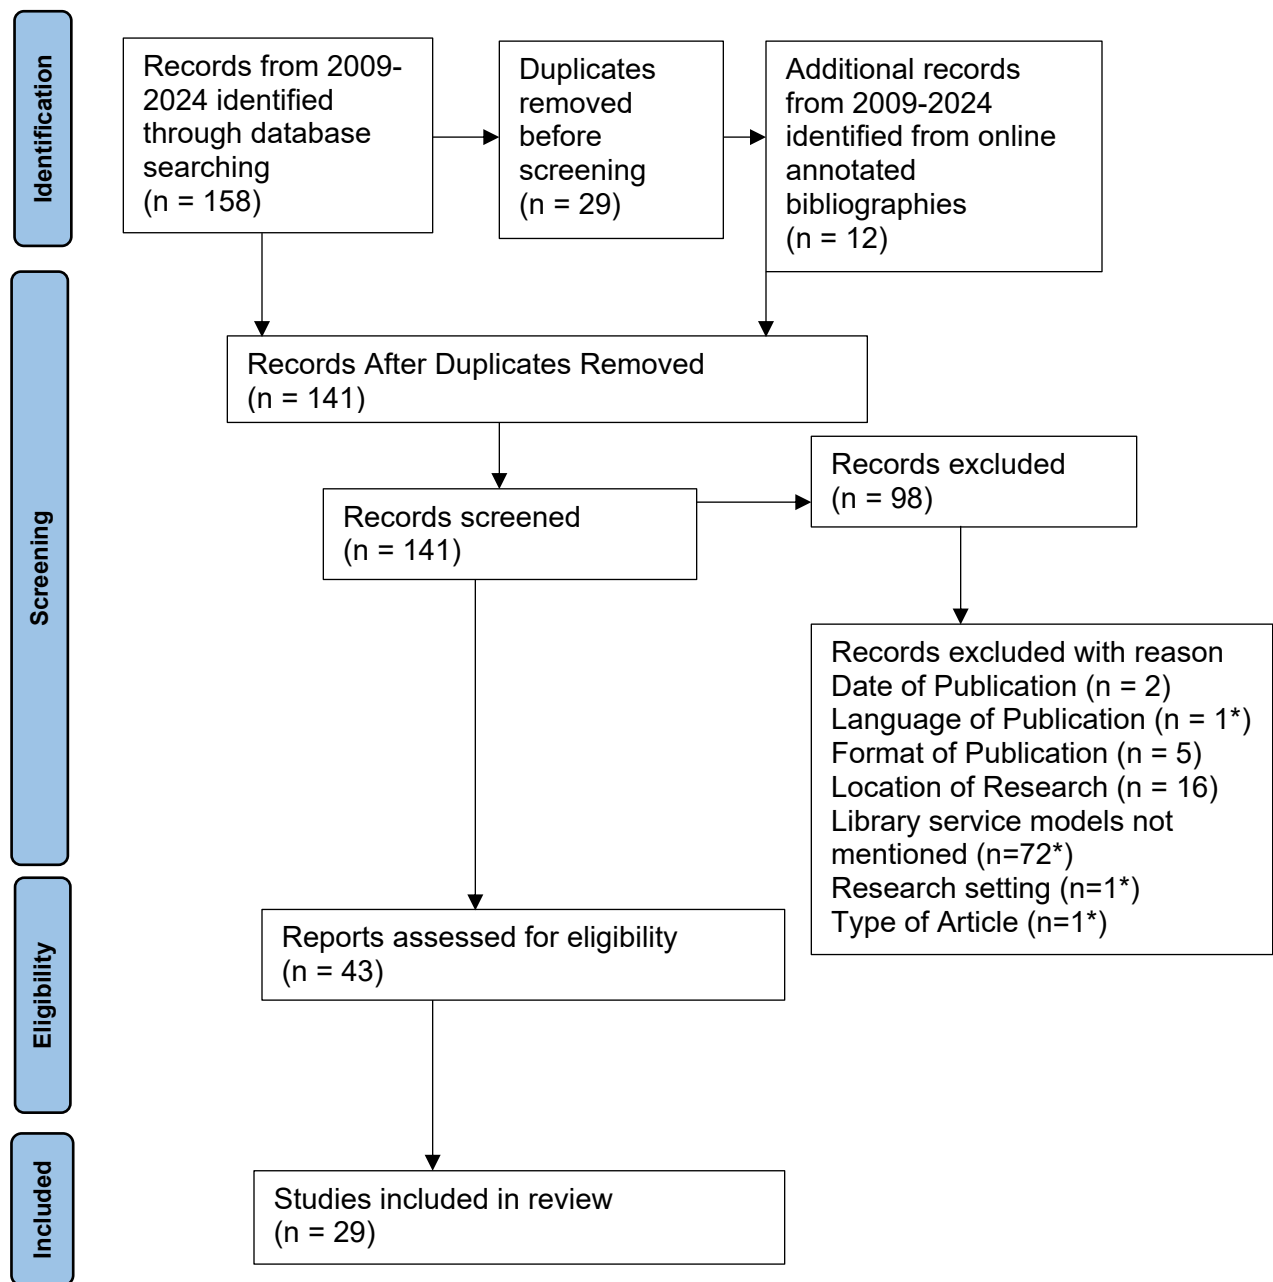 Identification
Records from 2009-
2024 identified
through database
searching
(n = 158)
Duplicates
removed
before
screening
(n = 29)
Additional records
from 2009-2024
identified from online
annotated
bibliographies
(n = 12)
Screening
Records After Duplicates Removed
(n = 141)
Records screened
(n = 141)
Records excluded
(n = 98)
Records excluded with reason
Date of Publication (n = 2)
Language of Publication (n = 1*)
Format of Publication (n = 5)
Location of Research (n = 16)
Library service models not
mentioned (n=72*)
Research setting (n=1*)
Type of Article (n=1*)
Eligibility
Reports assessed for eligibility
(n = 43)
Included
Studies included in review
(n = 29)